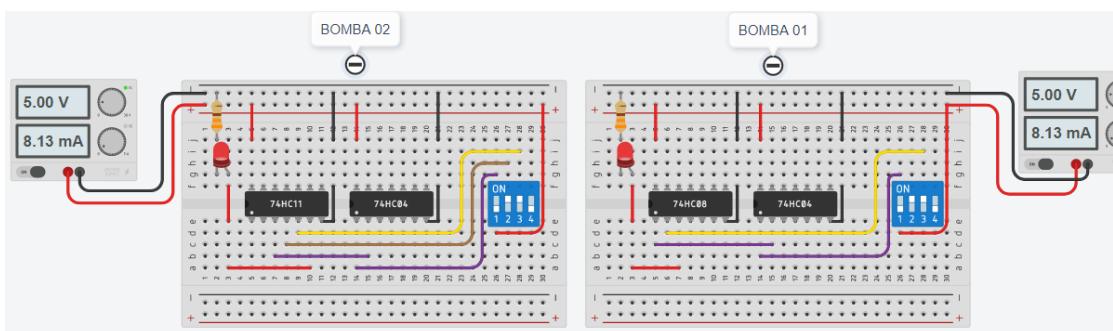 BOMBA 02
BOMBA 01
5.00 V
8.13 mA
74HC11
74HC04
ON
1 2 3 4
74HC08
74HC04
ON
1 2 3 4
5.00 V
8.13 mA